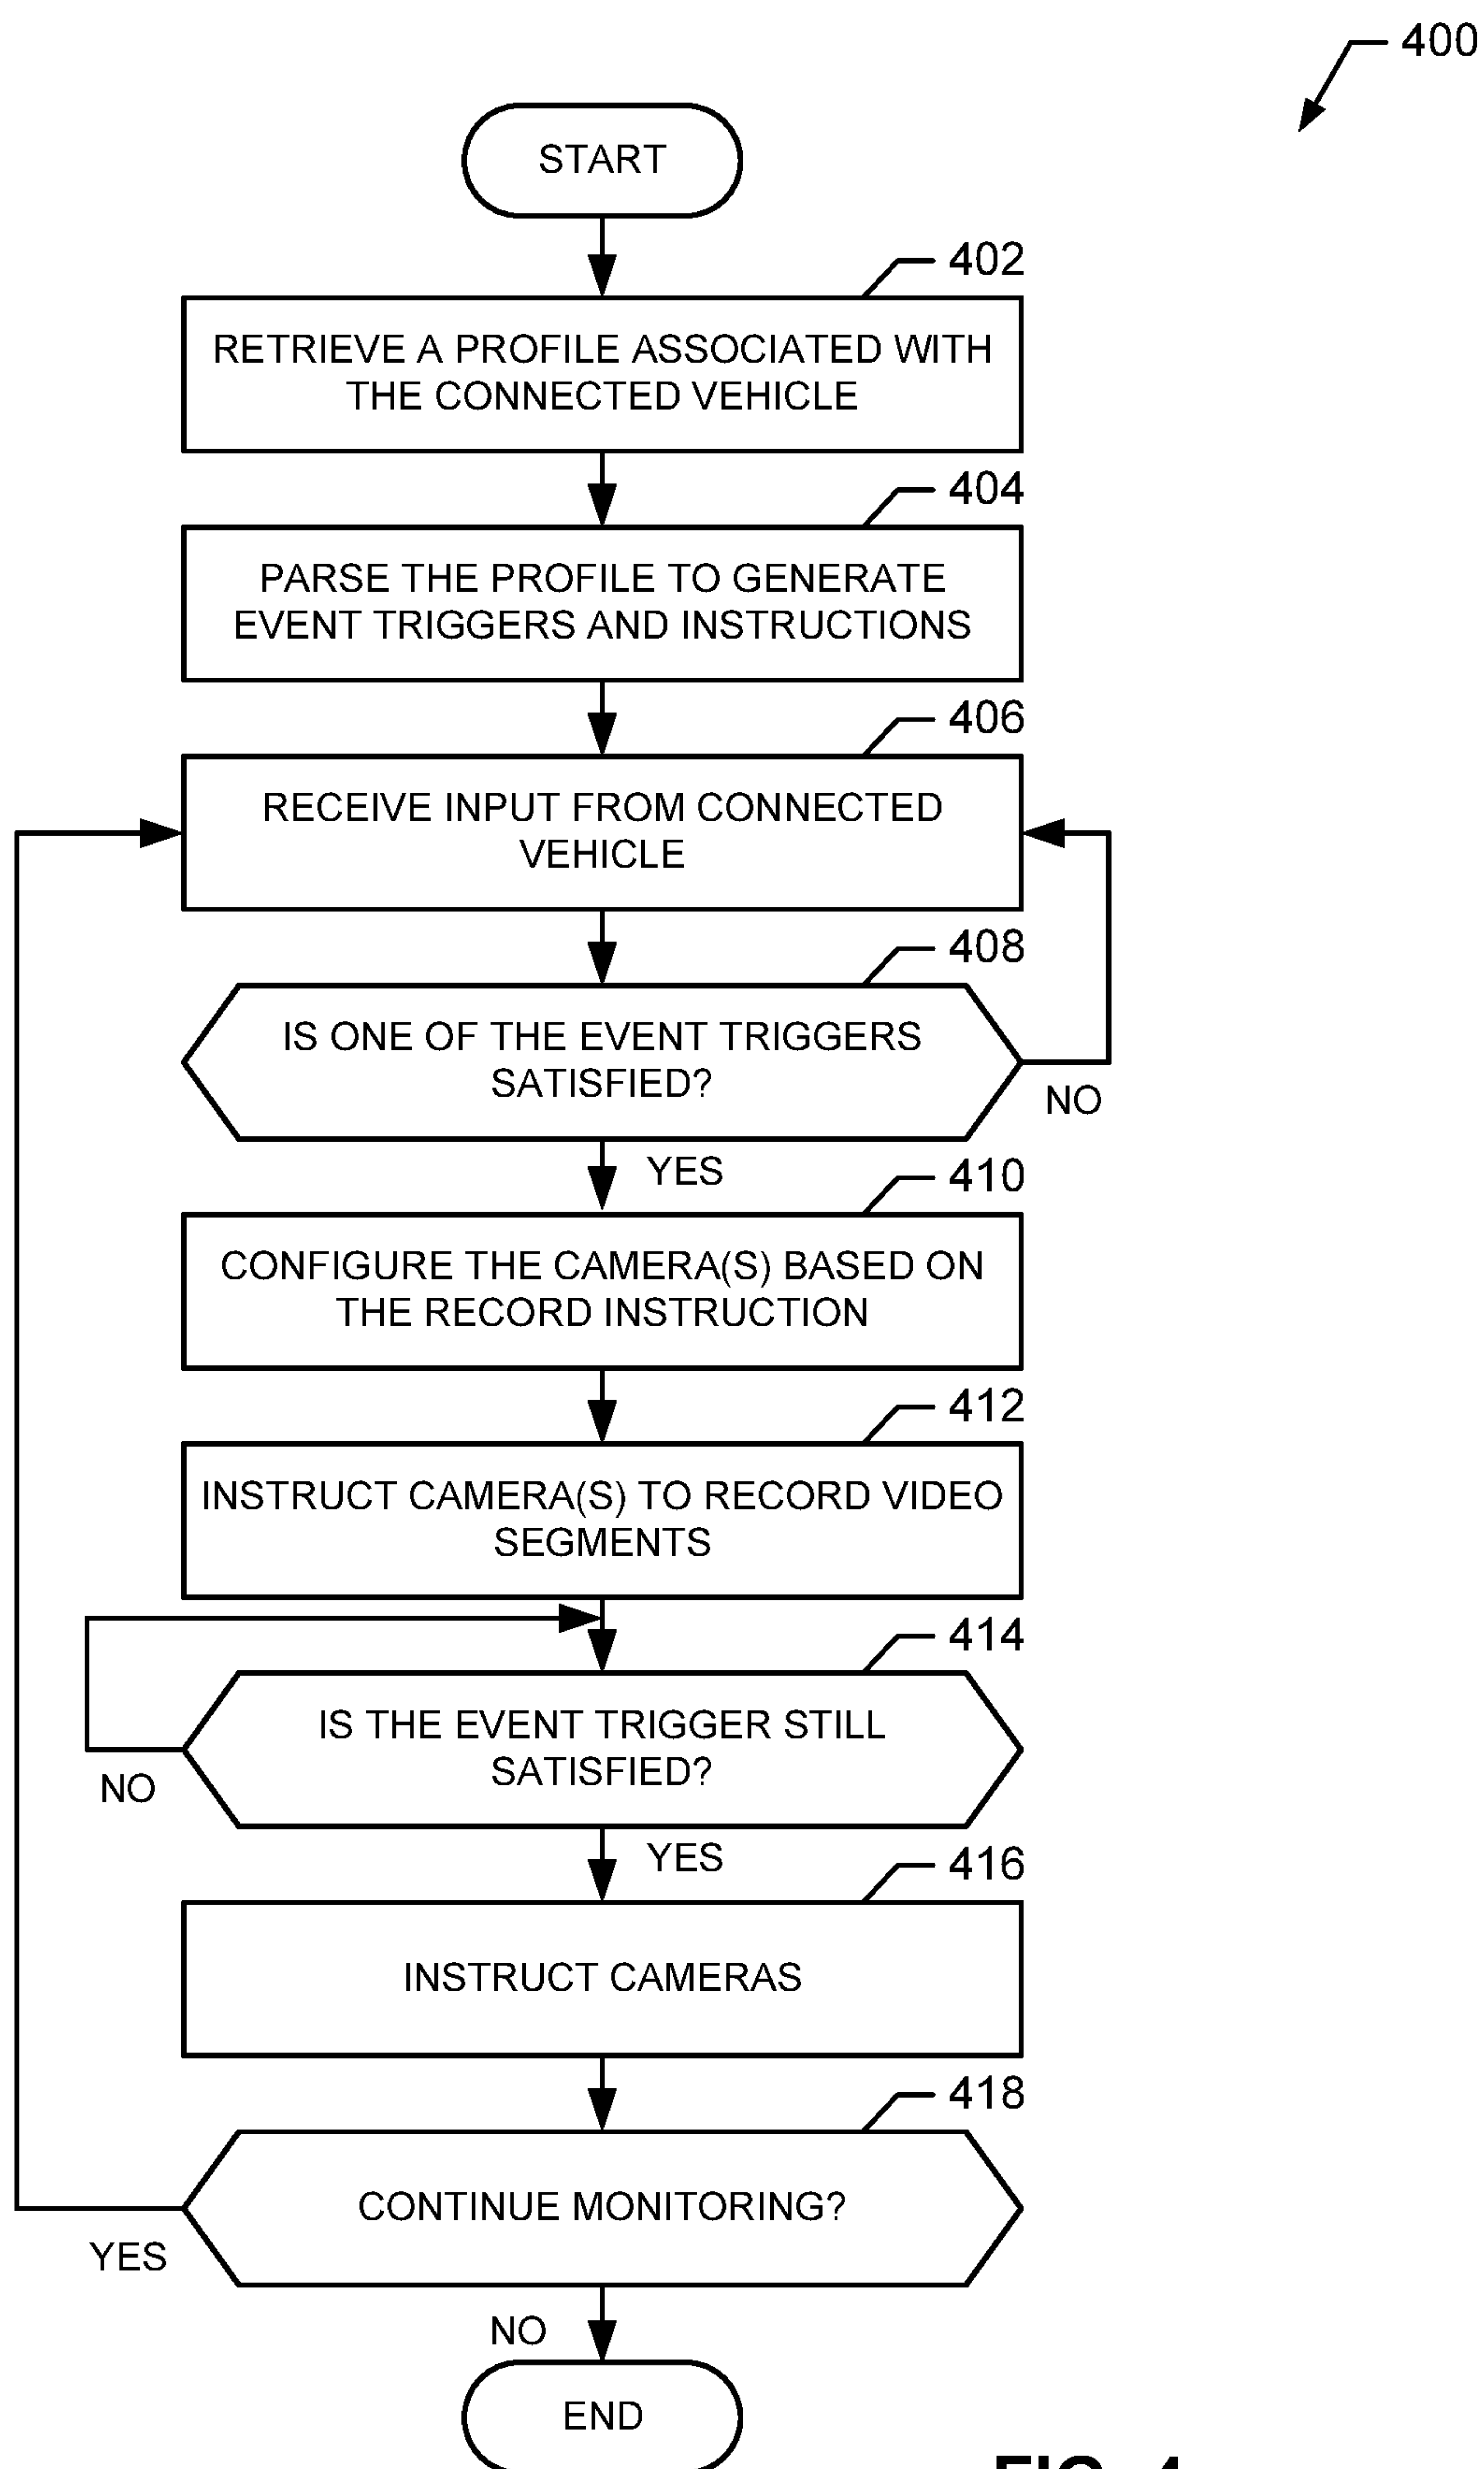 400
START
402
RETRIEVE A PROFILE ASSOCIATED WITH
THE CONNECTED VEHICLE
404
PARSE THE PROFILE TO GENERATE
EVENT TRIGGERS AND INSTRUCTIONS
406
RECEIVE INPUT FROM CONNECTED
VEHICLE
408
IS ONE OF THE EVENT TRIGGERS
SATISFIED?
NO
YES
410
CONFIGURE THE CAMERA(S) BASED ON
THE RECORD INSTRUCTION
412
INSTRUCT CAMERA(S) TO RECORD VIDEO
SEGMENTS
414
IS THE EVENT TRIGGER STILL
SATISFIED?
NO
YES
416
INSTRUCT CAMERAS
418
CONTINUE MONITORING?
YES
NO
END
FIG. 4